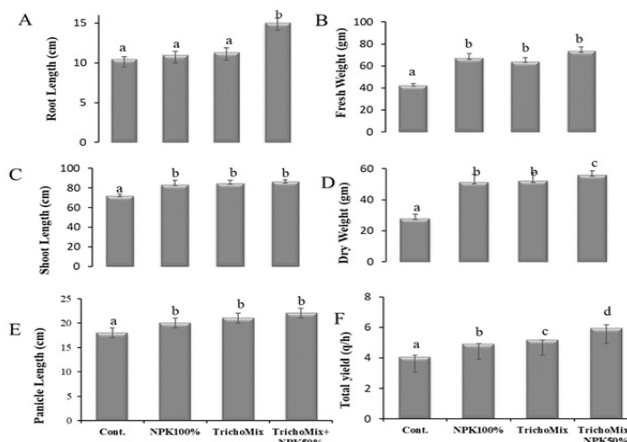 A
Root Length (cm)
15
10
5
0
a
a
a
b
B
Fresh Weight (gm)
100
80
60
40
20
0
a
b
b
b
C
Shoot Length (cm)
100
80
60
40
20
0
a
b
b
b
D
Dry Weight (gm)
60
40
20
0
a
b
b
c
E
Panicle Length (cm)
25
20
15
10
5
0
a
b
b
b
Cont.
NPK100%
TrichoMix
TrichoMix+
NPK50%
F
Total yield (q/h)
8
6
4
2
0
a
b
c
d
Cont.
NPK100%
TrichoMix
TrichoMix
NPK50%